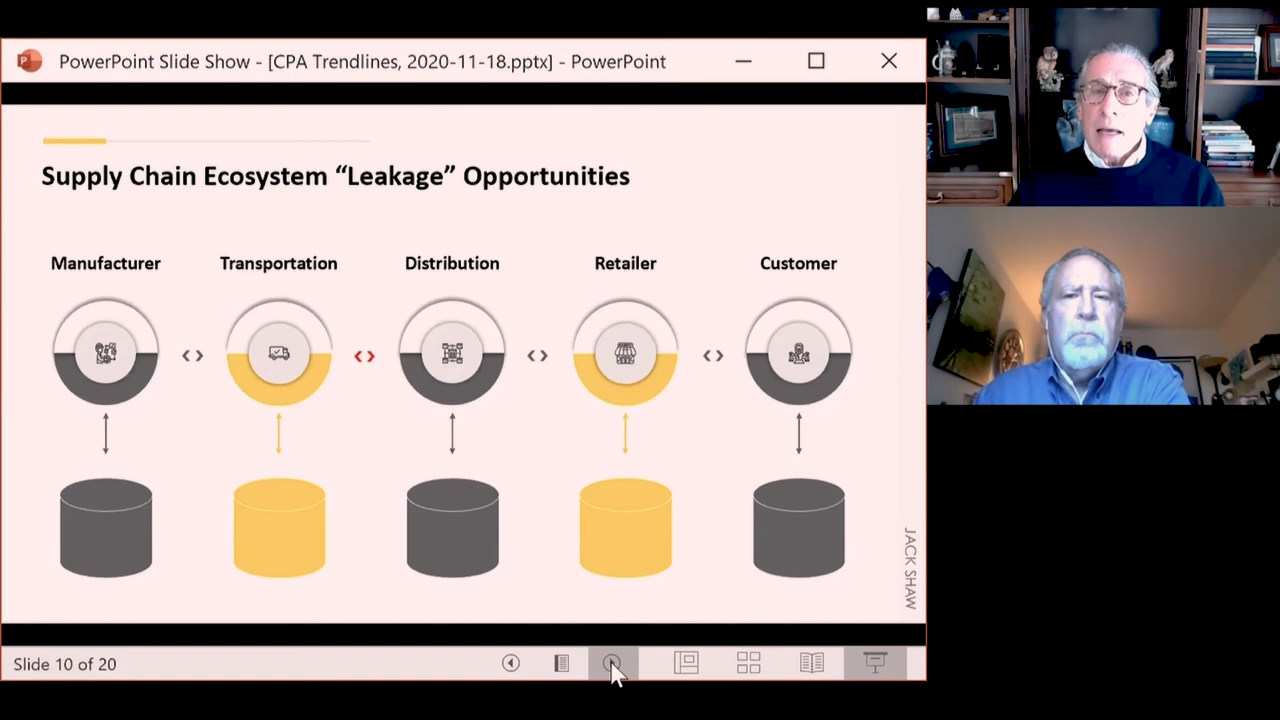 PowerPoint Slide Show - [CPA Trendlines, 2020-11-18.pptx] - PowerPoint
Supply Chain Ecosystem “Leakage” Opportunities
Manufacturer Transportation Distribution Retailer Customer
JACK SHAW
Slide 10 of 20